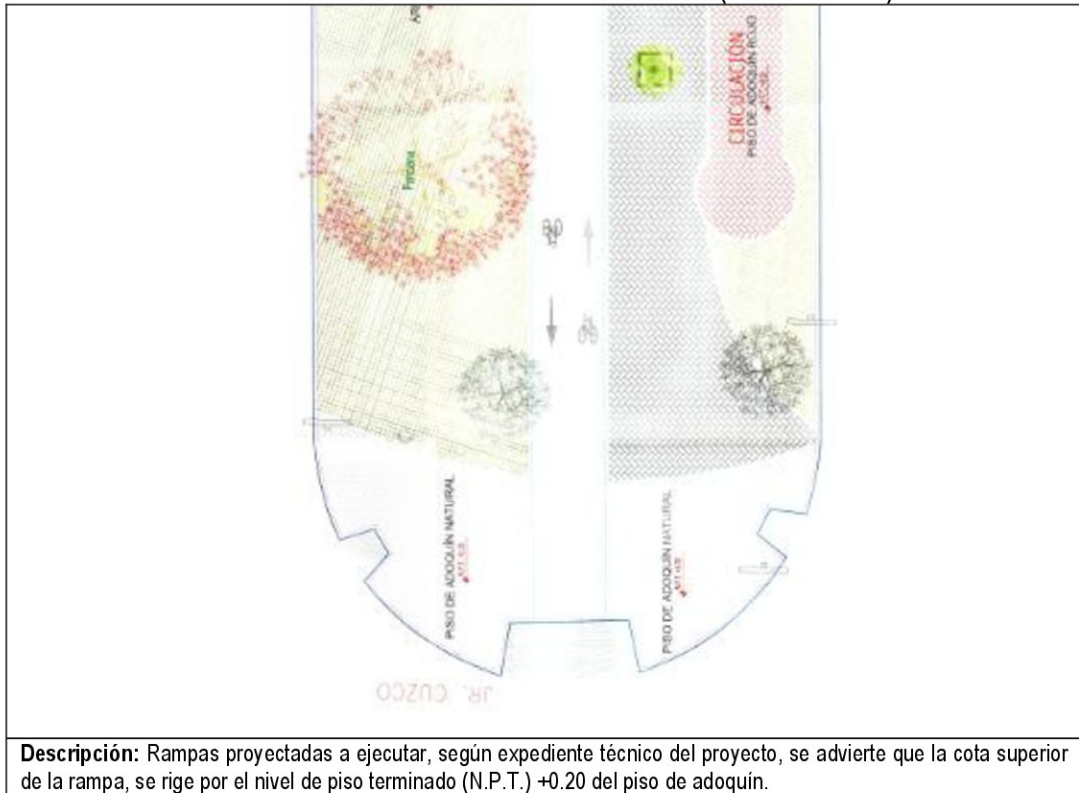 CIRCULACIÓN
PISO DE ADOQUÍN ROJO
Ponciana
PISO DE ADOQUÍN NATURAL
PISO DE ADOQUÍN NATURAL
JR. CUZCO
Descripción: Rampas proyectadas a ejecutar, según expediente técnico del proyecto, se advierte que la cota superior
de la rampa, se rige por el nivel de piso terminado (N.P.T.) +0.20 del piso de adoquín.